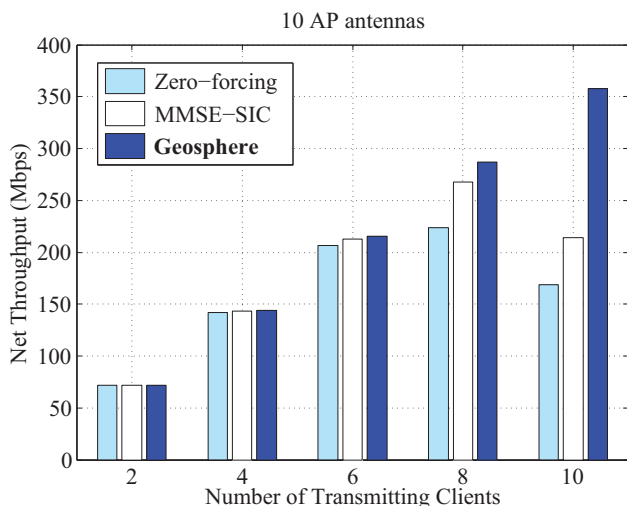 10 AP antennas
400
350
300
250
200
150
100
50
0
Net Throughput (Mbps)
Zero−forcing
MMSE−SIC
Geosphere
2 4 6 8 10
Number of Transmitting Clients